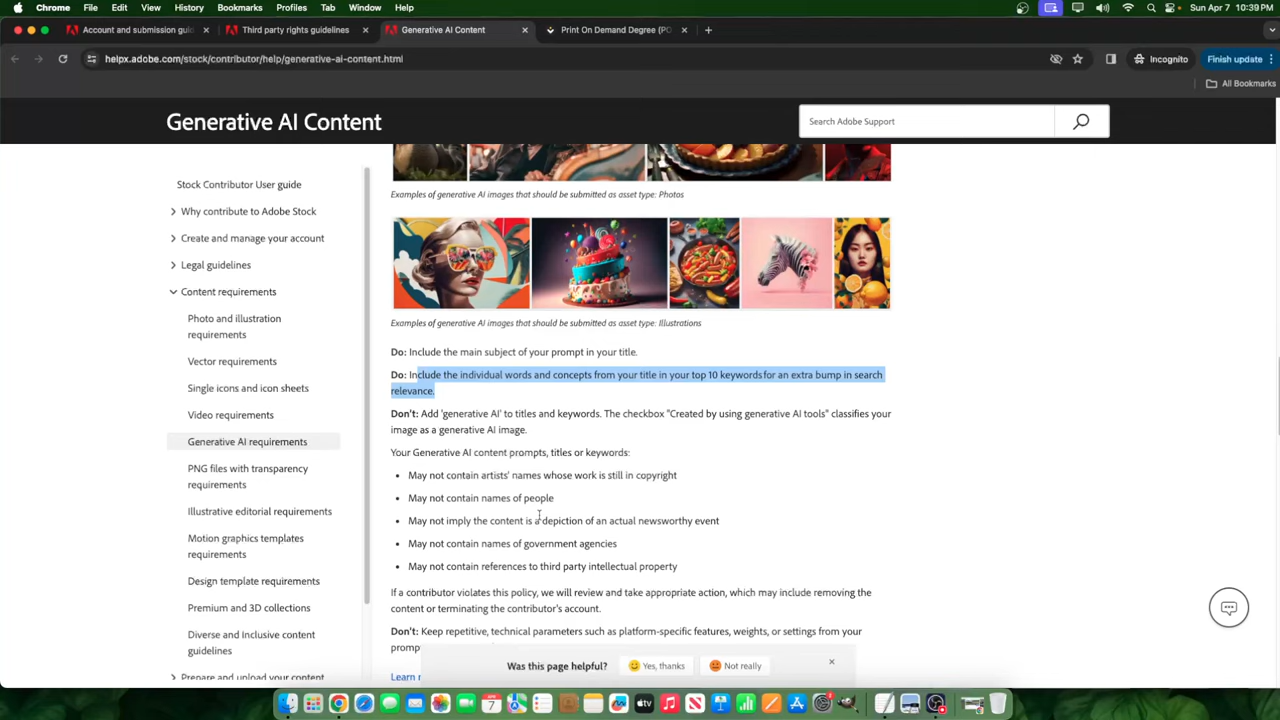 Chrome File Edit View History Bookmarks Profiles Tab Window Help Sun Apr 7 10:39 PM
Account and submission gui Third party rights guidelines Generative AI Content Print On Demand Degree (PO
helpx.adobe.com/stock/contributor/help/generative-ai-content.html Incognito Finish update
All Bookmarks
Generative AI Content
Search Adobe Support
Stock Contributor User guide
Why contribute to Adobe Stock
Create and manage your account
Legal guidelines
Content requirements
Photo and illustration
requirements
Vector requirements
Single icons and icon sheets
Video requirements
Generative AI requirements
PNG files with transparency
requirements
Illustrative editorial requirements
Motion graphics templates
requirements
Design template requirements
Premium and 3D collections
Diverse and Inclusive content
guidelines
Prepare and upload your content
Examples of generative AI images that should be submitted as asset type: Photos
Examples of generative AI images that should be submitted as asset type: Illustrations
Do: Include the main subject of your prompt in your title.
Do: Include the individual words and concepts from your title in your top 10 keywords for an extra bump in search
relevance.
Don't: Add 'generative AI' to titles and keywords. The checkbox "Created by using generative AI tools" classifies your
image as a generative AI image.
Your Generative AI content prompts, titles or keywords:
• May not contain artists' names whose work is still in copyright
• May not contain names of people
• May not imply the content is a depiction of an actual newsworthy event
• May not contain names of government agencies
• May not contain references to third party intellectual property
If a contributor violates this policy, we will review and take appropriate action, which may include removing the
content or terminating the contributor's account.
Don't: Keep repetitive, technical parameters such as platform-specific features, weights, or settings from your
promp
Learn
Was this page helpful? Yes, thanks Not really